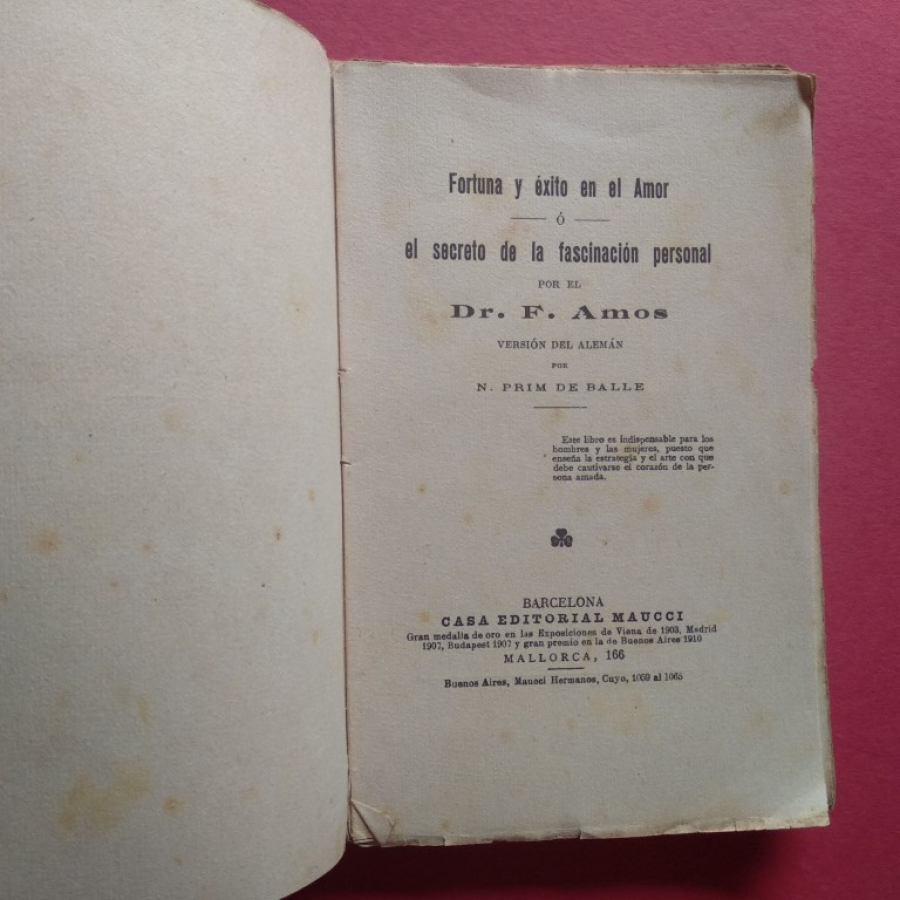 Fortuna y éxito en el Amor
ó
el secreto de la fascinación personal
POR EL
Dr. F. Amos
VERSIÓN DEL ALEMÁN
POR
N. PRIM DE BALLE
Este libro es indispensable para los
hombres y las mujeres, puesto que
enseña la estrategia y el arte con que
debe cautivarse el corazón de la per-
sona amada.
BARCELONA
CASA EDITORIAL MAUCCI
Gran medalla de oro en las Exposiciones de Viena de 1903, Madrid
1907, Budapest 1907 y gran premio en la de Buenos Aires 1910
MALLORCA, 166
Buenos Aires, Maucci Hermanos, Cuyo, 1059 al 1065